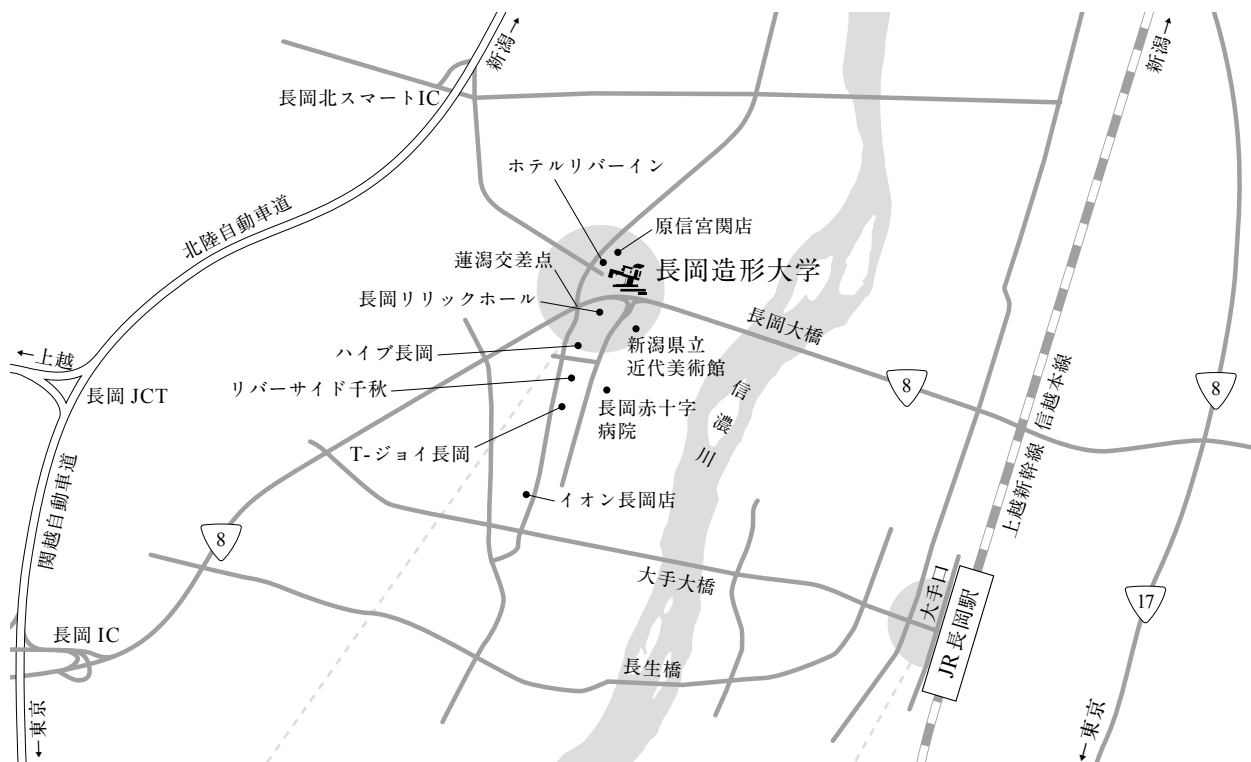 新潟→
新潟→
長岡北スマートIC
ホテルリバーイン
北陸自動車道
原信宮関店
蓮潟交差点
長岡造形大学
長岡リリックホール
長岡大橋
←上越
ハイブ長岡
新潟県立
近代美術館
長岡 JCT
リバーサイド千秋
信濃川
8
8
長岡赤十字
病院
上越新幹線 信越本線
T-ジョイ長岡
関越自動車道
イオン長岡店
8
大手大橋
大手口
17
長岡 IC
JR長岡駅
長生橋
←東京
←東京